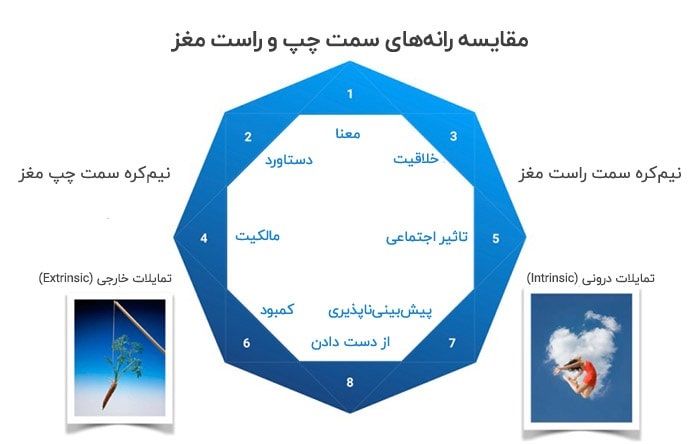 مقایسه رانه‌های سمت چپ و راست مغز
1
2
3
معنا
دستاورد
خلاقیت
نیم‌کره سمت چپ مغز
نیم‌کره سمت راست مغز
4
مالکیت
تاثیر اجتماعی
5
تمایلات خارجی (Extrinsic)
تمایلات درونی (Intrinsic)
کمبود
پیش‌بینی‌ناپذیری
6
از دست دادن
7
8